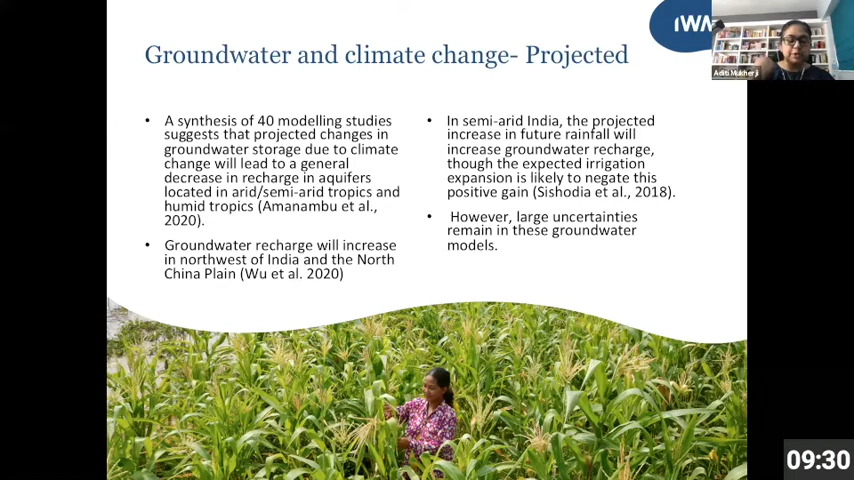 Groundwater and climate change- Projected
IWM
Aditi Mukherji
• A synthesis of 40 modelling studies
suggests that projected changes in
groundwater storage due to climate
change will lead to a general
decrease in recharge in aquifers
located in arid/semi-arid tropics and
humid tropics (Amanambu et al.,
2020).
• Groundwater recharge will increase
in northwest of India and the North
China Plain (Wu et al. 2020)
• In semi-arid India, the projected
increase in future rainfall will
increase groundwater recharge,
though the expected irrigation
expansion is likely to negate this
positive gain (Sishodia et al., 2018).
• However, large uncertainties
remain in these groundwater
models.
09:30